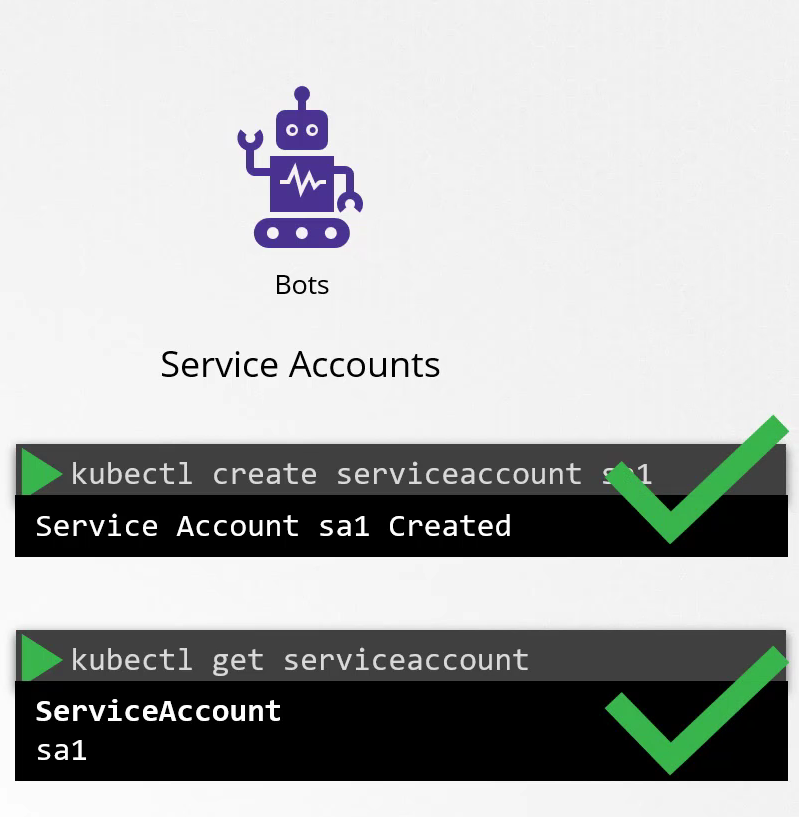 Bots
Service Accounts
kubectl create serviceaccount sa1
Service Account sa1 Created
kubectl get serviceaccount
ServiceAccount
sa1